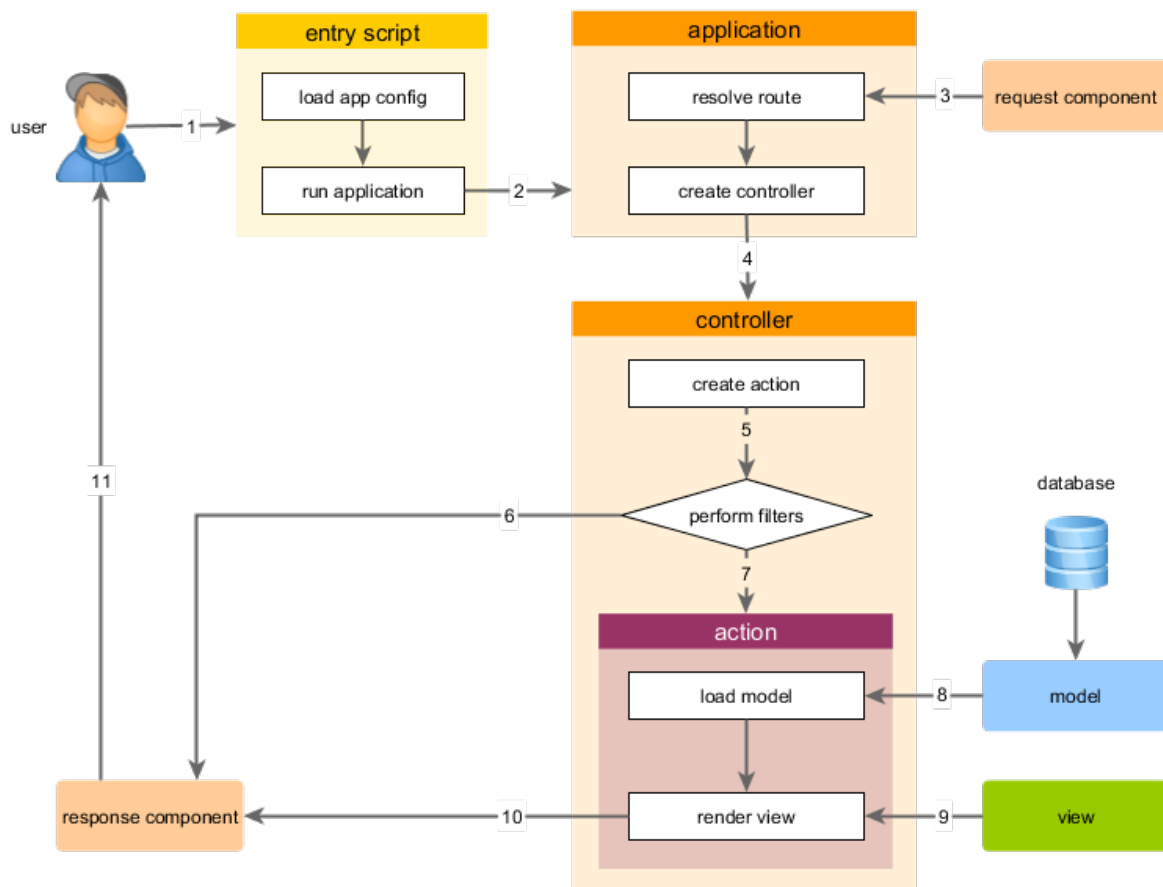 entry script
application
load app config
resolve route
3
request component
user
1
run application
2
create controller
4
controller
create action
5
11
database
6
perform filters
7
action
load model
8
model
response component
10
render view
9
view